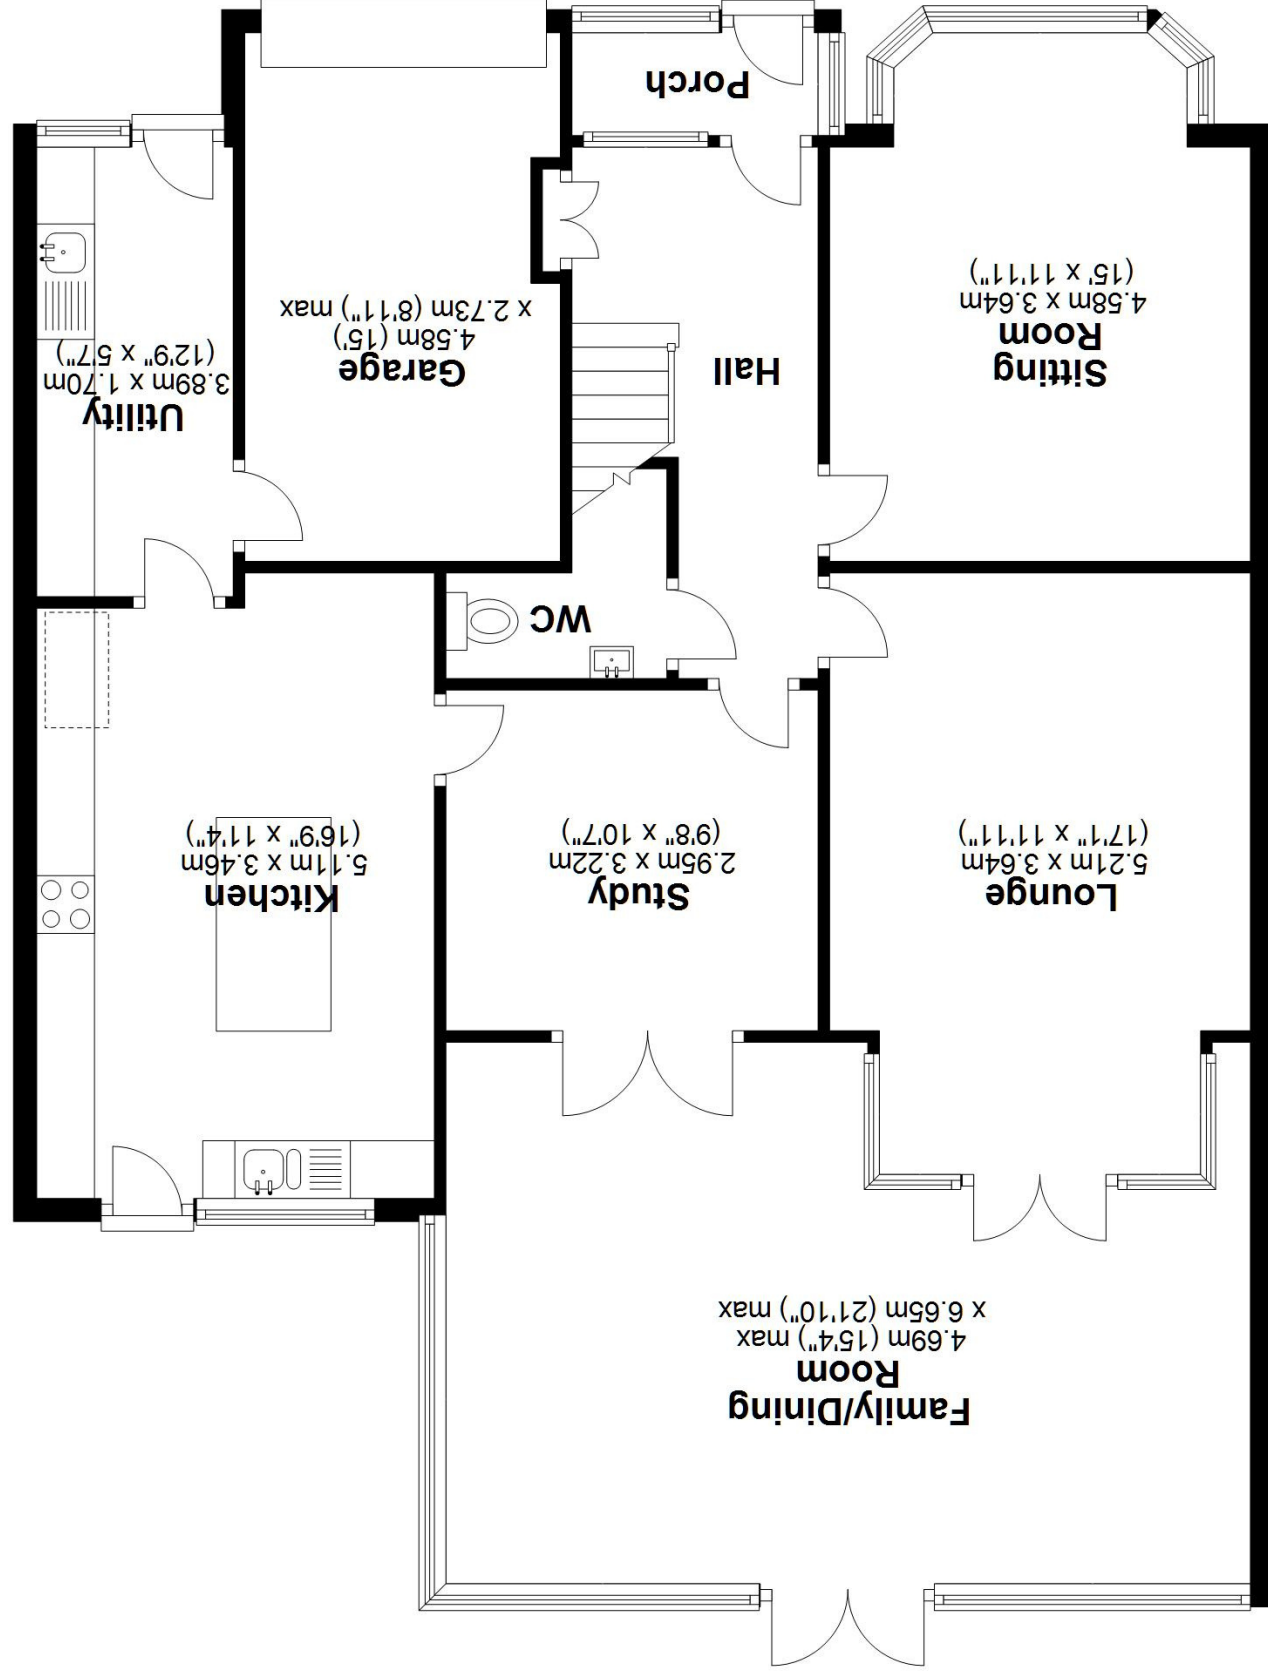 Family/Dining
Room
4.69m (15'4") max
x 6.65m (21'10") max
Lounge
5.21m x 3.64m
(17'1" x 11'11")
Study
2.95m x 3.22m
(9'8" x 10'7")
Kitchen
5.11m x 3.46m
(16'9" x 11'4")
WC
Utility
3.89m x 1.70m
(12'9" x 5'7")
Sitting
Room
4.58m x 3.64m
(15' x 11'11")
Hall
Garage
4.58m (15')
x 2.73m (8'11") max
Porch